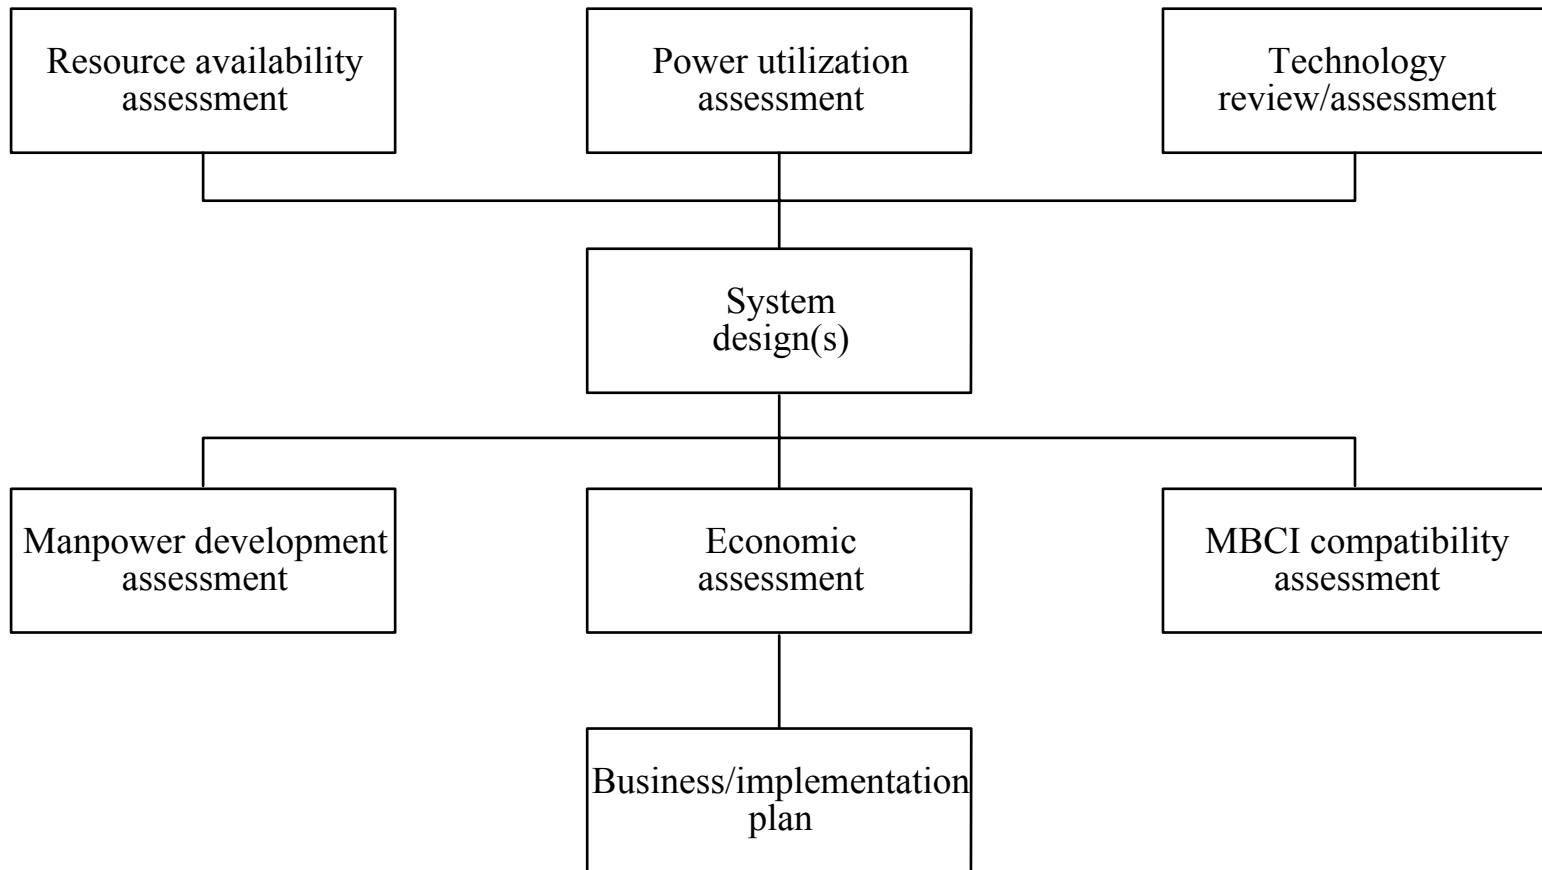 Resource availability
assessment
Power utilization
assessment
Technology
review/assessment
System
design(s)
Manpower development
assessment
Economic
assessment
MBCI compatibility
assessment
Business/implementation
plan